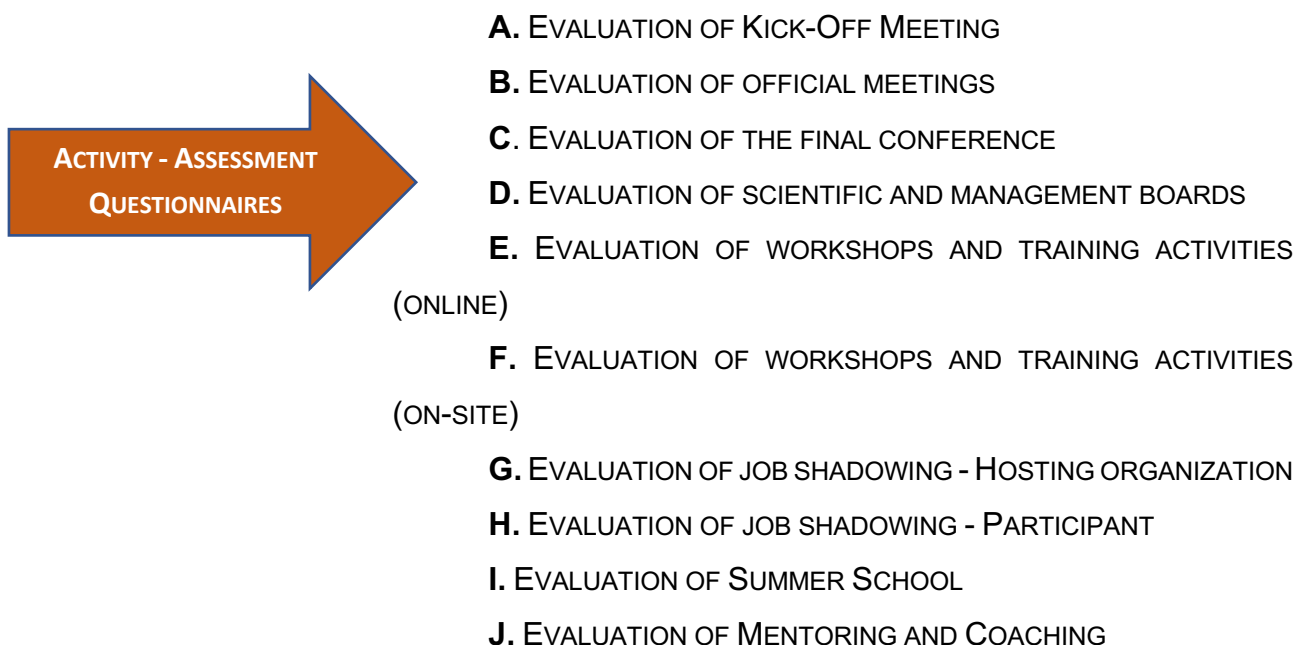 ACTIVITY - ASSESSMENT
QUESTIONNAIRES
A. EVALUATION OF KICK-OFF MEETING
B. EVALUATION OF OFFICIAL MEETINGS
C. EVALUATION OF THE FINAL CONFERENCE
D. EVALUATION OF SCIENTIFIC AND MANAGEMENT BOARDS
E. EVALUATION OF WORKSHOPS AND TRAINING ACTIVITIES
(ONLINE)
F. EVALUATION OF WORKSHOPS AND TRAINING ACTIVITIES
(ON-SITE)
G. EVALUATION OF JOB SHADOWING - HOSTING ORGANIZATION
H. EVALUATION OF JOB SHADOWING - PARTICIPANT
I. EVALUATION OF SUMMER SCHOOL
J. EVALUATION OF MENTORING AND COACHING